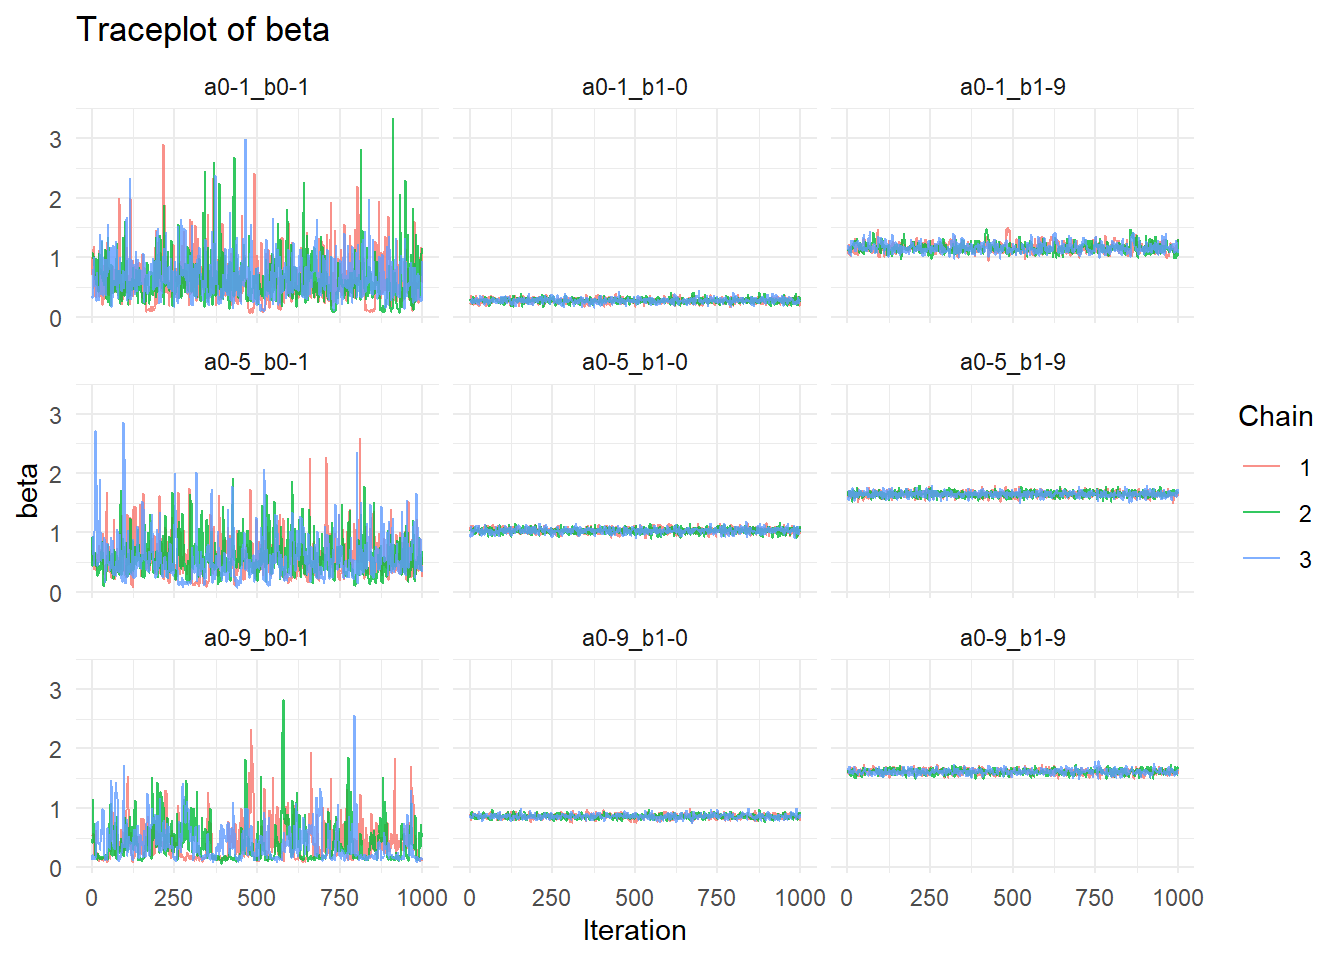 Traceplot of beta
a0-1_b0-1 a0-1_b1-0 a0-1_b1-9
3
2
1
0
a0-5_b0-1 a0-5_b1-0 a0-5_b1-9
3
2
1
0
a0-9_b0-1 a0-9_b1-0 a0-9_b1-9
3
2
1
0
0 250 500 750 1000 0 250 500 750 1000 0 250 500 750 1000
Iteration
beta
Chain
1
2
3